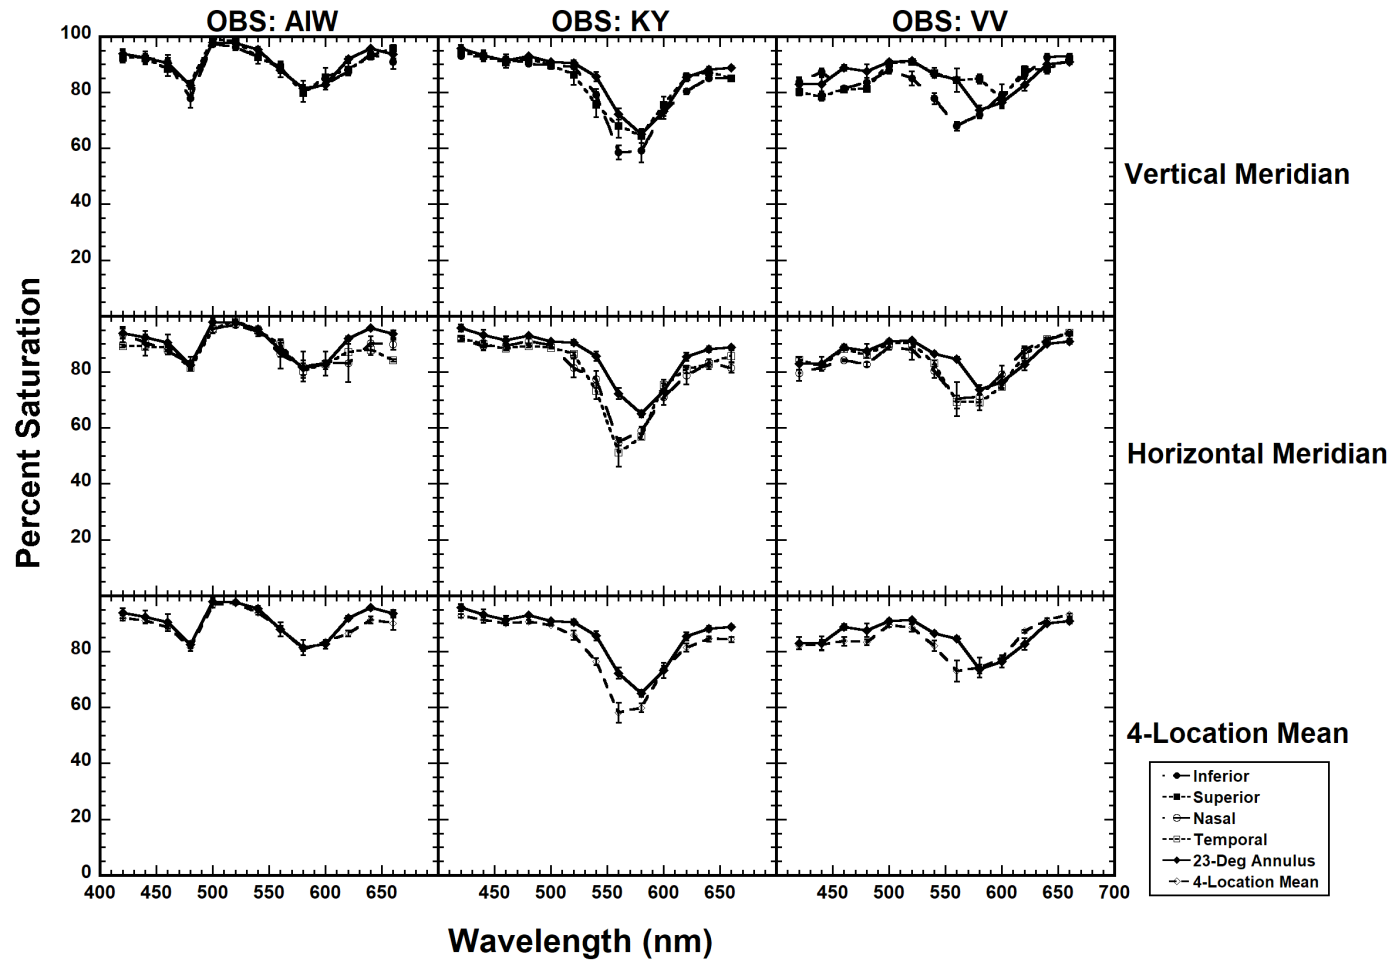 OBS: AIW OBS: KY OBS: VV
100
80
60
40
20
Vertical Meridian
80
60
40
20
Horizontal Meridian
80
60
40
20
0
4-Location Mean
Inferior
Superior
Nasal
Temporal
23-Deg Annulus
4-Location Mean
400 450 500 550 600 650 450 500 550 600 650 450 500 550 600 650 700
Percent Saturation
Wavelength (nm)